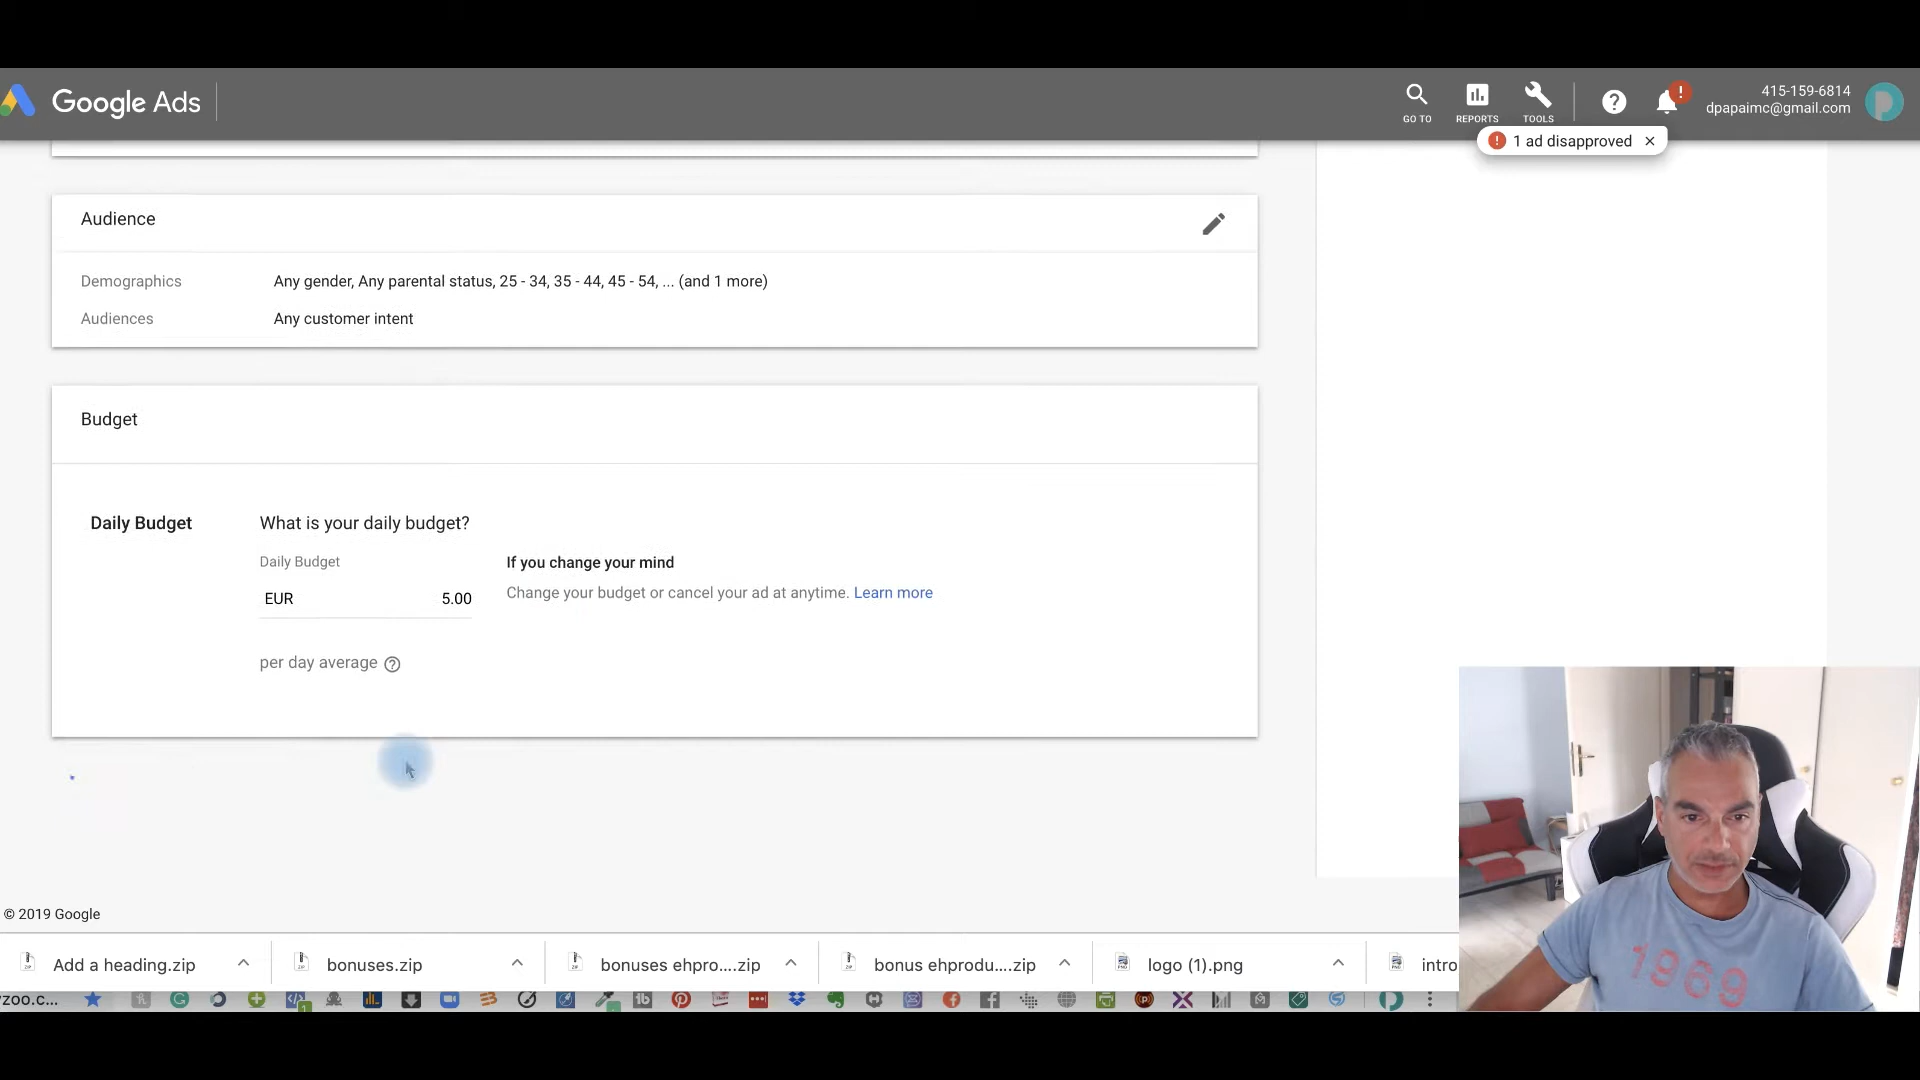 Google Ads
GO TO
REPORTS
TOOLS
415-159-6814
dpapaimc@gmail.com
1 ad disapproved
Audience
Demographics
Any gender, Any parental status, 25 - 34, 35 - 44, 45 - 54, ... (and 1 more)
Audiences
Any customer intent
Budget
Daily Budget
What is your daily budget?
Daily Budget
EUR 5.00
If you change your mind
Change your budget or cancel your ad at anytime. Learn more
per day average
© 2019 Google
Add a heading.zip
bonuses.zip
bonuses ehpro....zip
bonus ehprodu....zip
logo (1).png
intro
zoo.c...
1969